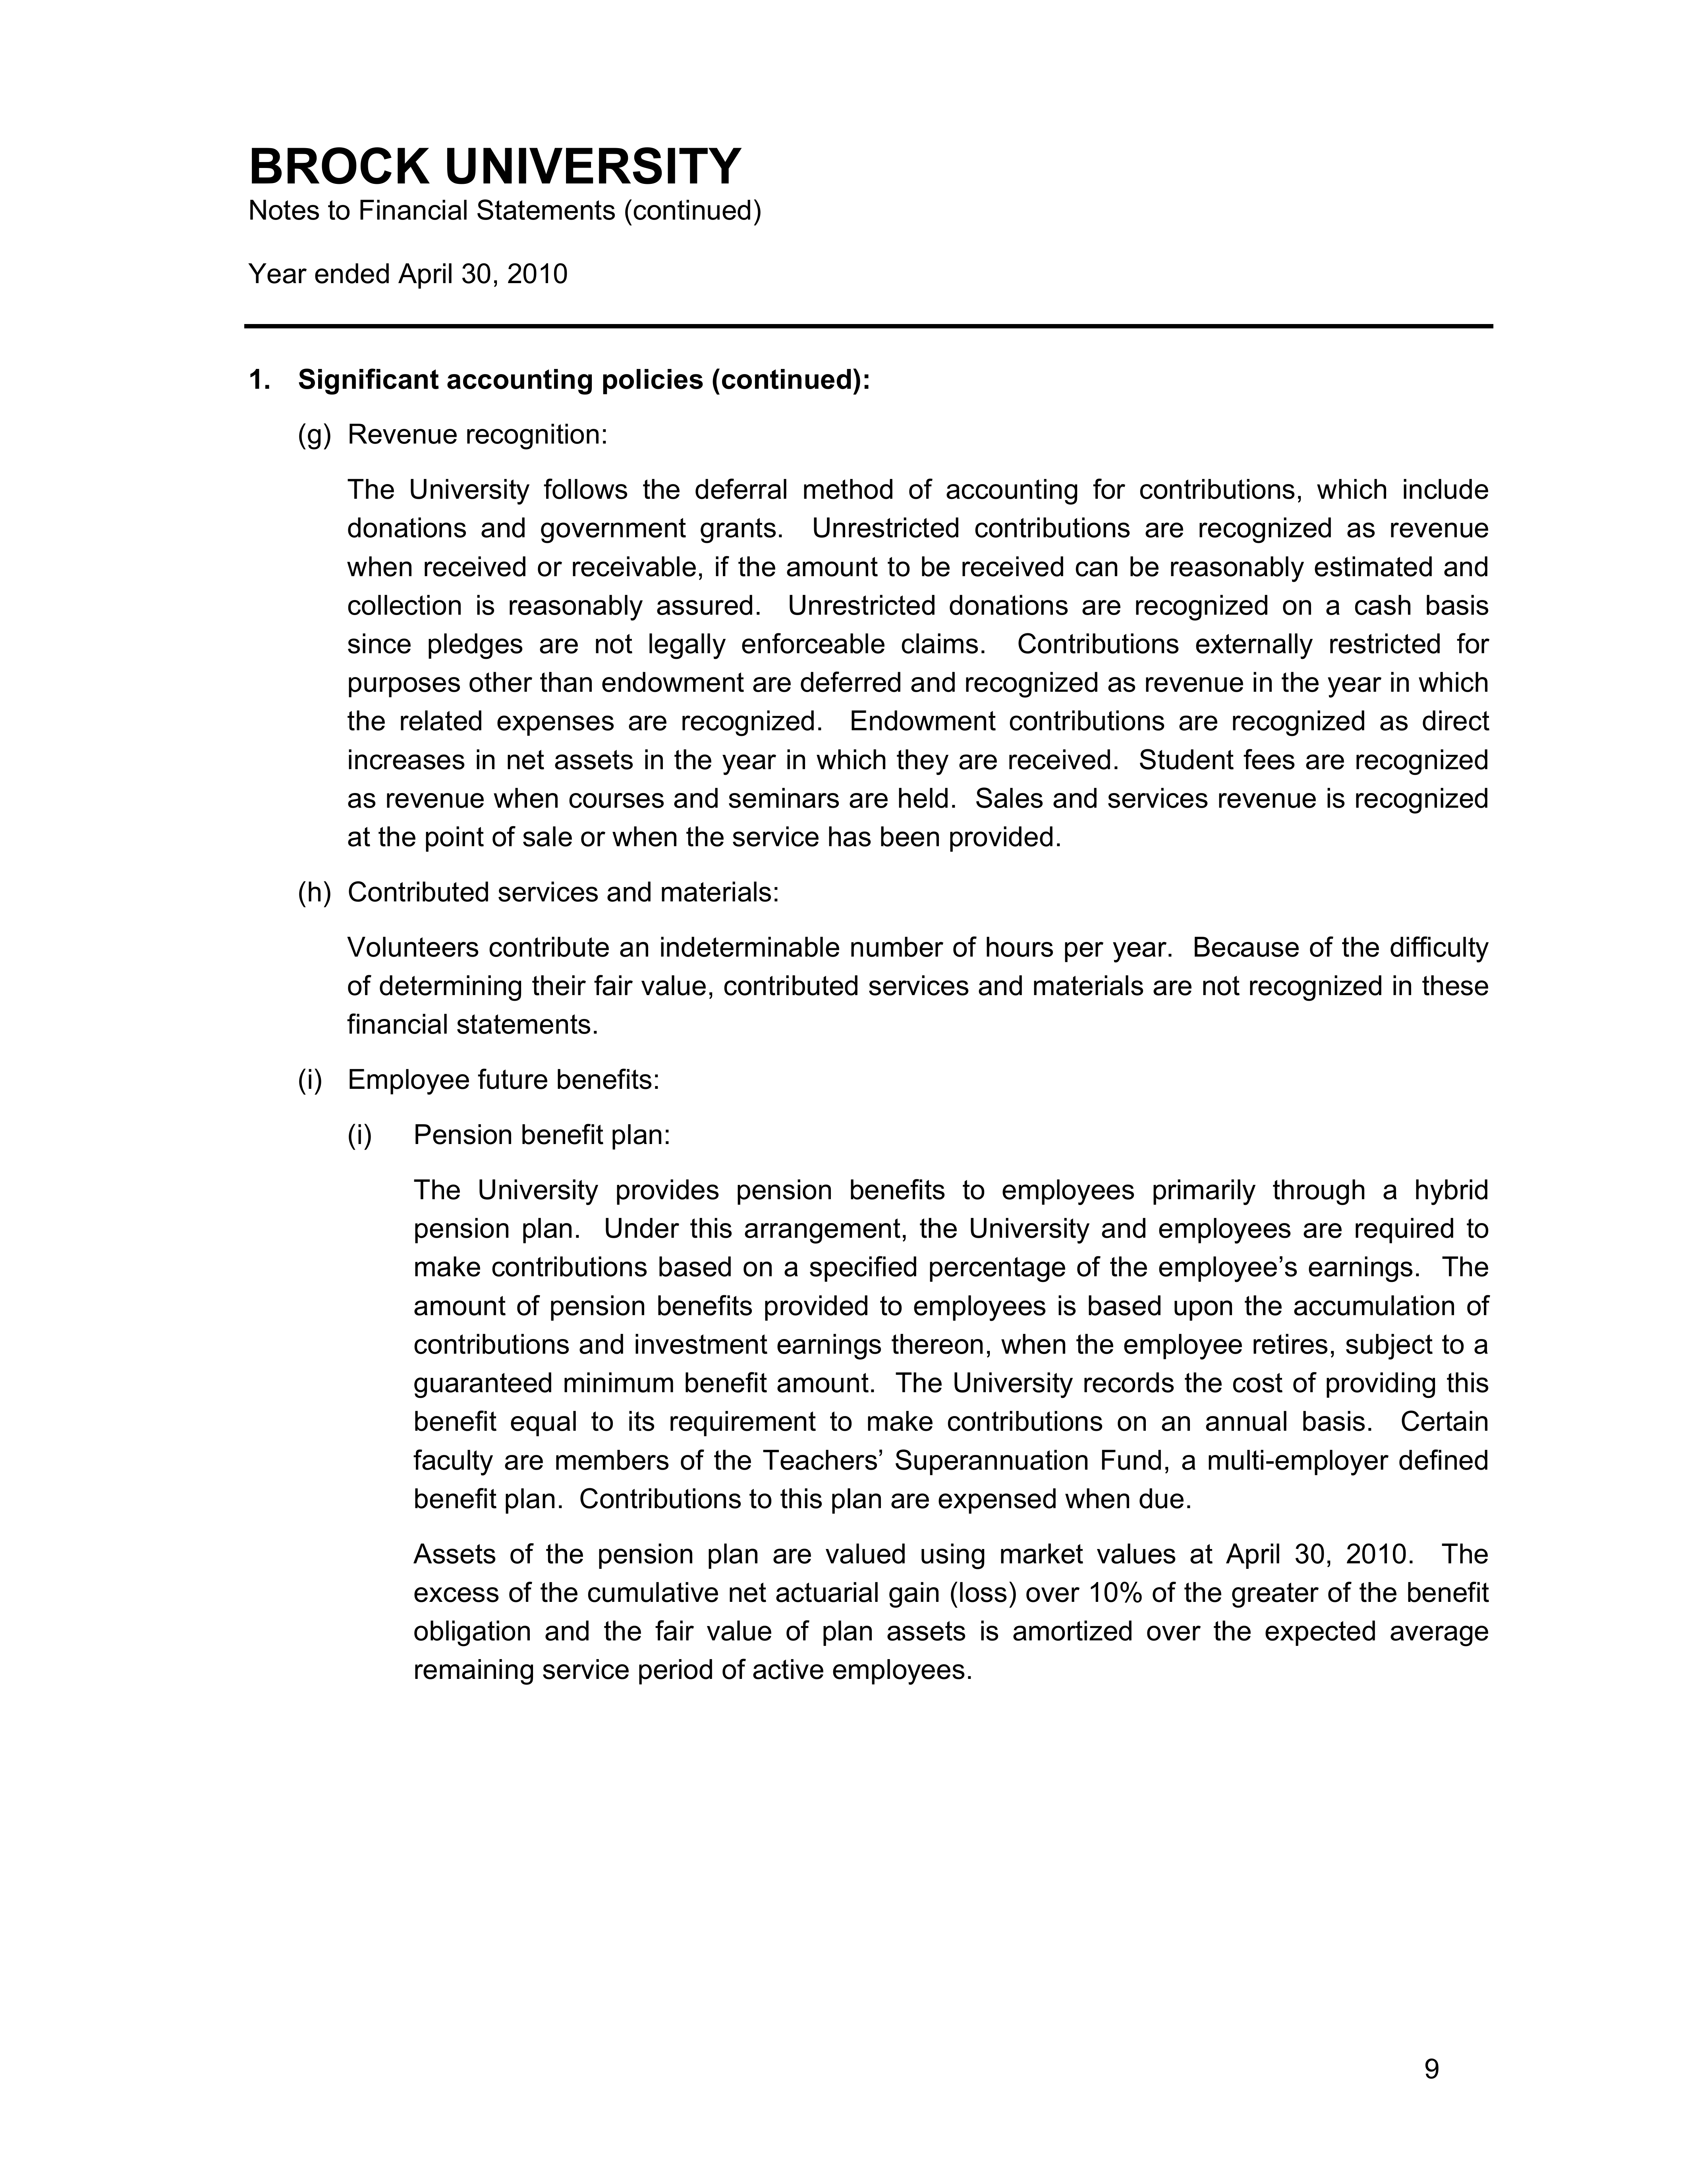 BROCK UNIVERSITY
Notes to Financial Statements (continued)
Year ended April 30, 2010
1. Significant accounting policies (continued):
(g) Revenue recognition:
The University follows the deferral method of accounting for contributions, which include
donations and government grants.  Unrestricted contributions are recognized as revenue
when received or receivable, if the amount to be received can be reasonably estimated and
collection is reasonably assured.  Unrestricted donations are recognized on a cash basis
since pledges are not legally enforceable claims.  Contributions externally restricted for
purposes other than endowment are deferred and recognized as revenue in the year in which
the related expenses are recognized.  Endowment contributions are recognized as direct
increases in net assets in the year in which they are received.  Student fees are recognized
as revenue when courses and seminars are held.  Sales and services revenue is recognized
at the point of sale or when the service has been provided.
(h) Contributed services and materials:
Volunteers contribute an indeterminable number of hours per year.  Because of the difficulty
of determining their fair value, contributed services and materials are not recognized in these
financial statements.
(i) Employee future benefits:
(i) Pension benefit plan:
The University provides pension benefits to employees primarily through a hybrid
pension plan.  Under this arrangement, the University and employees are required to
make contributions based on a specified percentage of the employee’s earnings.  The
amount of pension benefits provided to employees is based upon the accumulation of
contributions and investment earnings thereon, when the employee retires, subject to a
guaranteed minimum benefit amount.  The University records the cost of providing this
benefit equal to its requirement to make contributions on an annual basis.  Certain
faculty are members of the Teachers’ Superannuation Fund, a multi-employer defined
benefit plan.  Contributions to this plan are expensed when due.
Assets of the pension plan are valued using market values at April 30, 2010.  The
excess of the cumulative net actuarial gain (loss) over 10% of the greater of the benefit
obligation and the fair value of plan assets is amortized over the expected average
remaining service period of active employees.
9